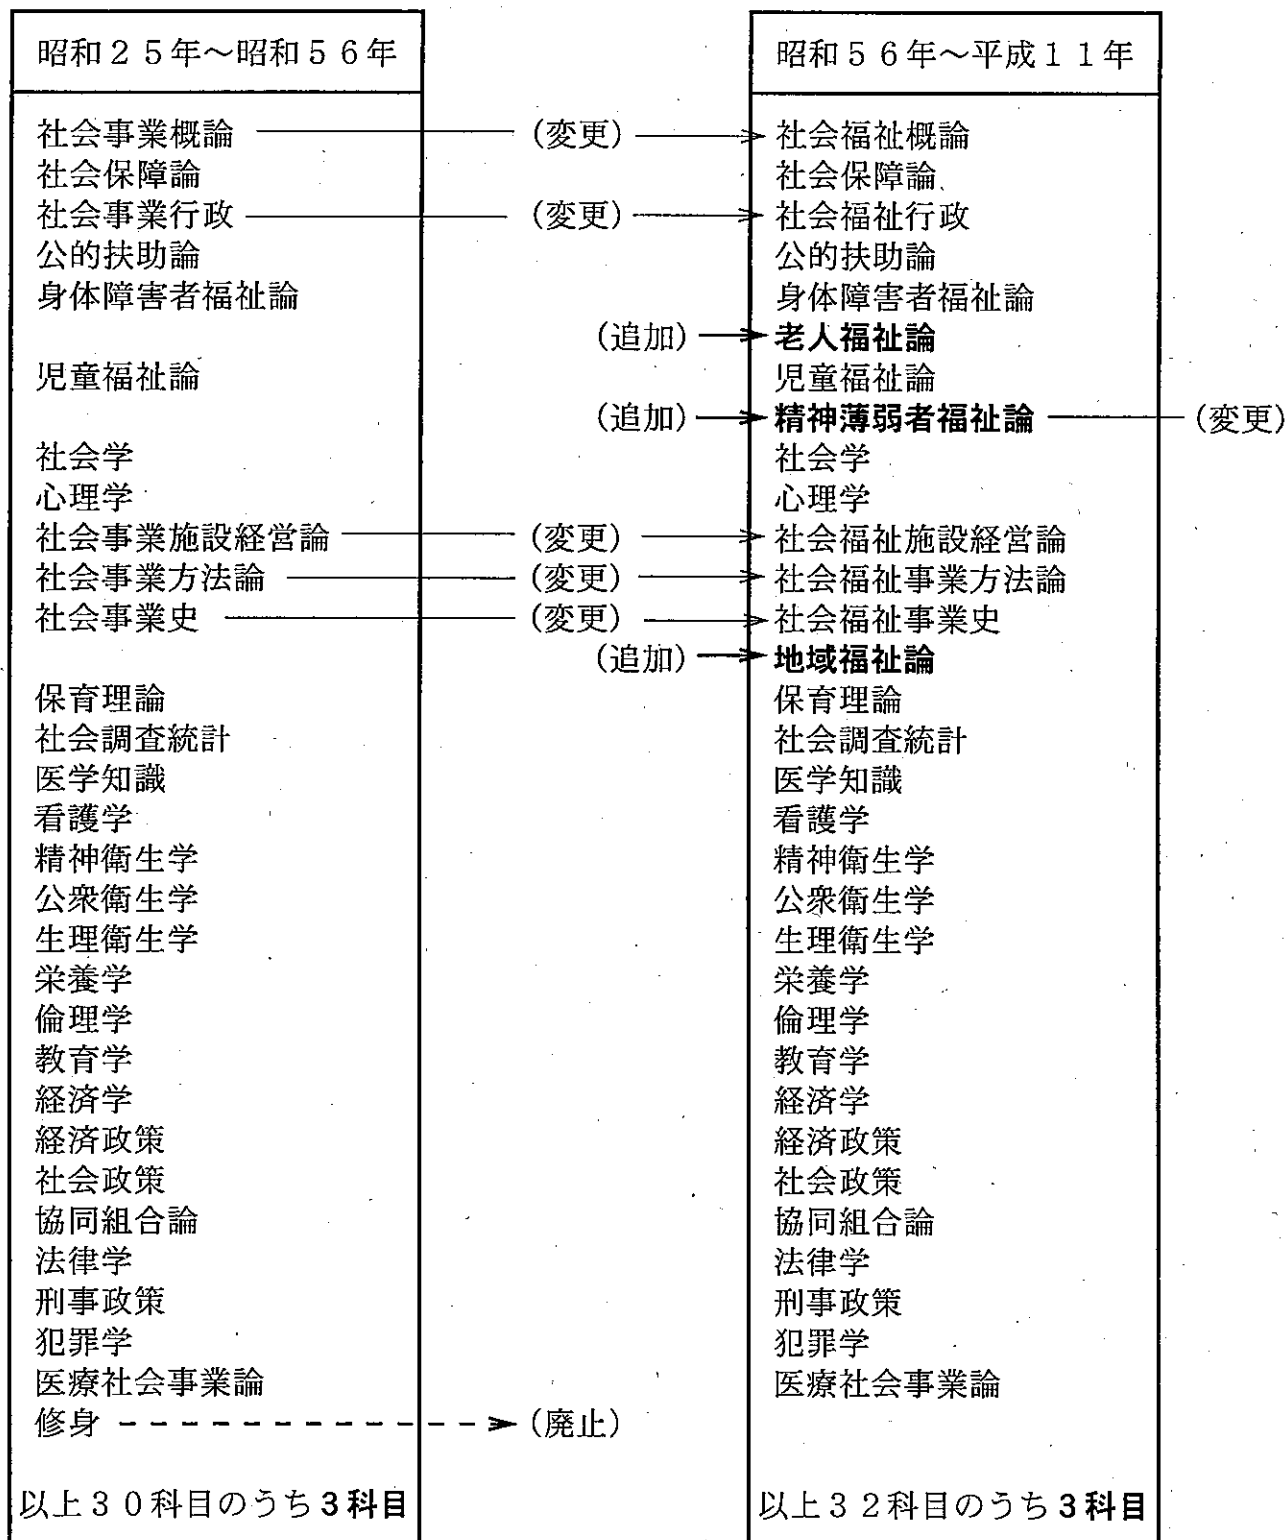 昭和２５年～昭和５６年
昭和５６年～平成１１年
社会事業概論 (変更) 社会福祉概論
社会保障論 社会保障論
社会事業行政 (変更) 社会福祉行政
公的扶助論 公的扶助論
身体障害者福祉論 身体障害者福祉論
(追加) 老人福祉論
児童福祉論 児童福祉論
(追加) 精神薄弱者福祉論 (変更)
社会学 社会学
心理学 心理学
社会事業施設経営論 (変更) 社会福祉施設経営論
社会事業方法論 (変更) 社会福祉事業方法論
社会事業史 (変更) 社会福祉事業史
(追加) 地域福祉論
保育理論 保育理論
社会調査統計 社会調査統計
医学知識 医学知識
看護学 看護学
精神衛生学 精神衛生学
公衆衛生学 公衆衛生学
生理衛生学 生理衛生学
栄養学 栄養学
倫理学 倫理学
教育学 教育学
経済学 経済学
経済政策 経済政策
社会政策 社会政策
協同組合論 協同組合論
法律学 法律学
刑事政策 刑事政策
犯罪学 犯罪学
医療社会事業論 医療社会事業論
修身 (廃止)
以上３０科目のうち３科目 以上３２科目のうち３科目